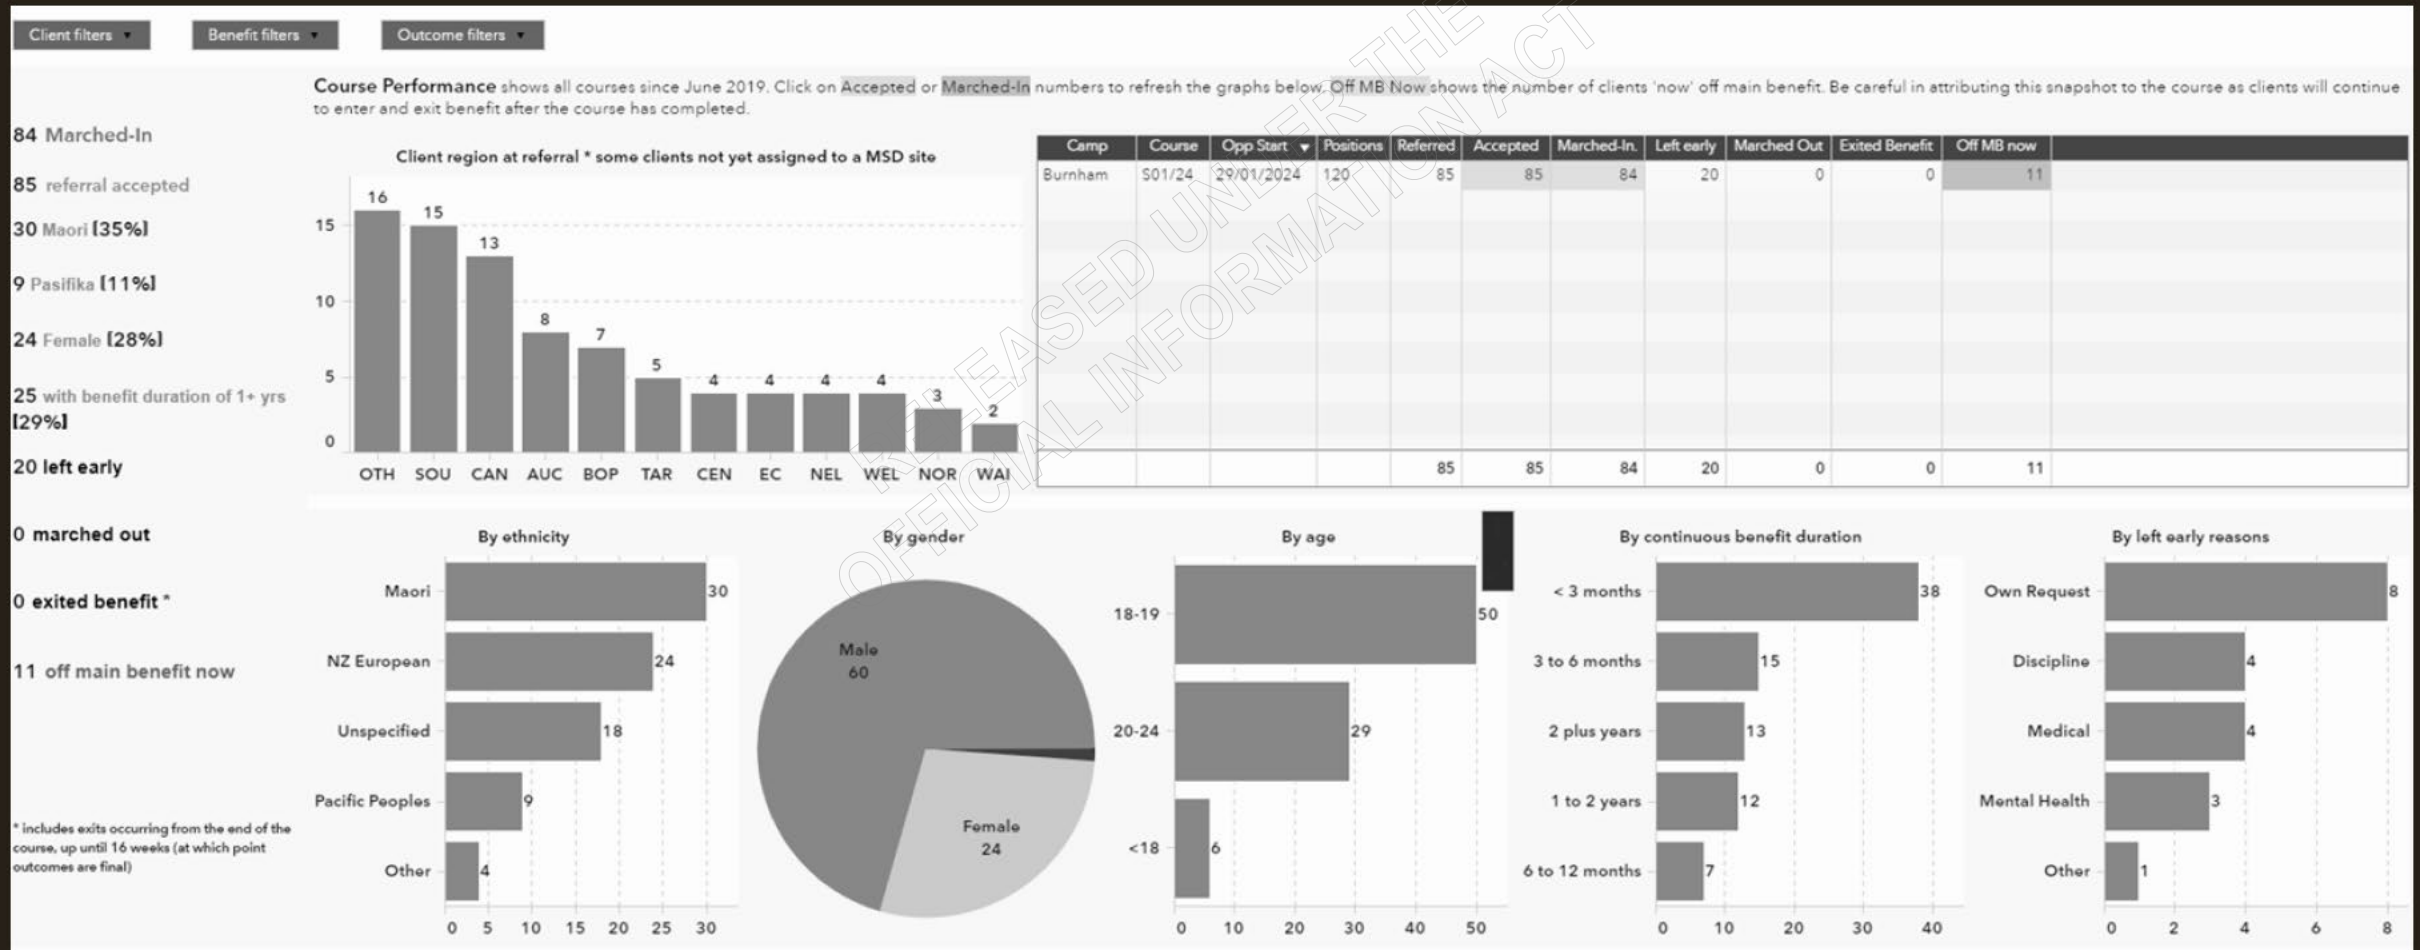 Client filters ▼
Benefit filters ▼
Outcome filters ▼
Course Performance shows all courses since June 2019. Click on Accepted or Marched-In numbers to refresh the graphs below. Off MB Now shows the number of clients 'now' off main benefit. Be careful in attributing this snapshot to the course as clients will continue
to enter and exit benefit after the course has completed.
84 Marched-In
85 referral accepted
30 Maori [35%]
9 Pasifika [11%]
24 Female [28%]
25 with benefit duration of 1+ yrs
[29%]
20 left early
0 marched out
0 exited benefit *
11 off main benefit now
* includes exits occurring from the end of the
course, up until 16 weeks (at which point
outcomes are final)
Client region at referral * some clients not yet assigned to a MSD site
16 15 13 8 7 5 4 4 4 4 3 2
15
10
5
0
OTH SOU CAN AUC BOP TAR CEN EC NEL WEL NOR WAI
Camp Course Opp Start ▼ Positions Referred Accepted Marched-In. Left early Marched Out Exited Benefit Off MB now
Burnham S01/24 29/01/2024 120 85 85 84 20 0 0 11
85 85 84 20 0 0 11
RELEASED UNDER THE
OFFICIAL INFORMATION ACT
By ethnicity
Maori 30
NZ European 24
Unspecified 18
Pacific Peoples 9
Other 4
0 5 10 15 20 25 30
By gender
Male
60
Female
24
By age
18-19 50
20-24 29
<18 6
0 10 20 30 40 50
By continuous benefit duration
< 3 months 38
3 to 6 months 15
2 plus years 13
1 to 2 years 12
6 to 12 months 7
0 10 20 30 40
By left early reasons
Own Request 8
Discipline 4
Medical 4
Mental Health 3
Other 1
0 2 4 6 8